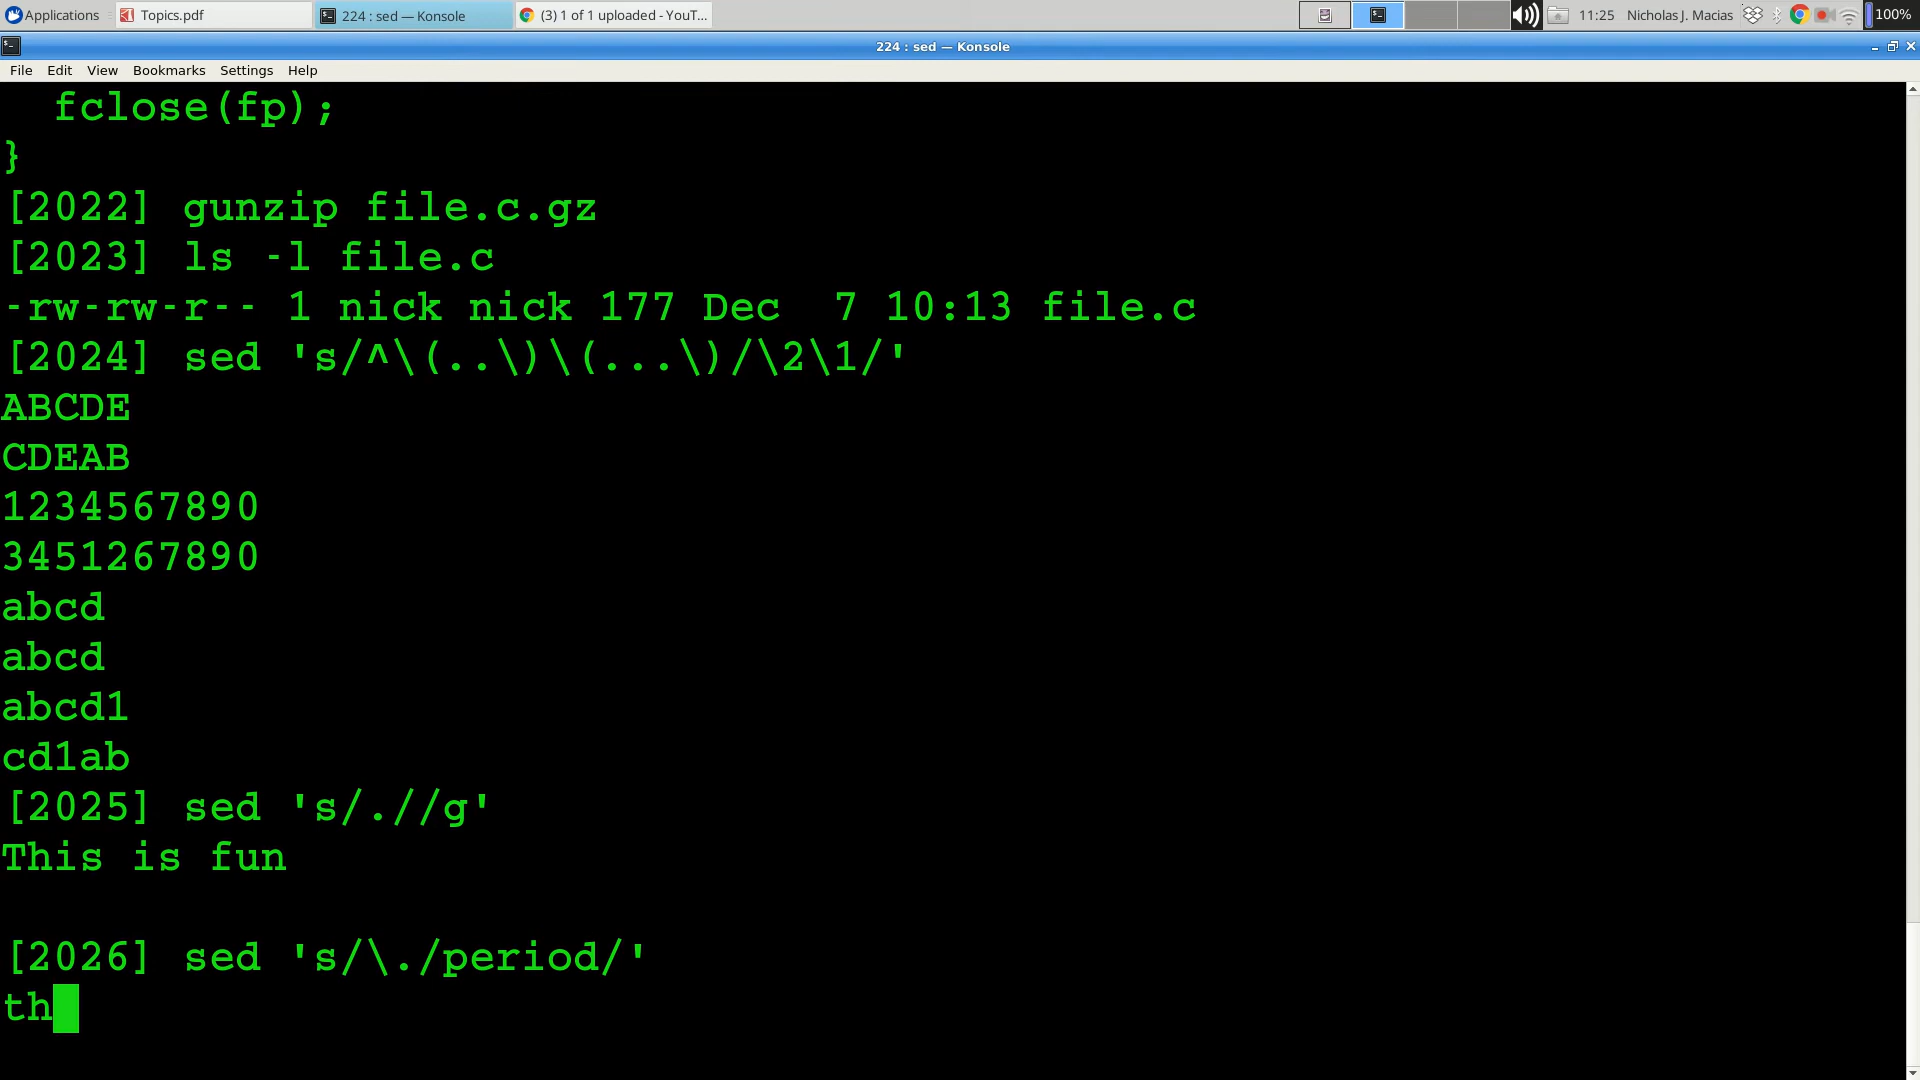 Applications Topics.pdf 224 : sed — Konsole (3) 1 of 1 uploaded - YouT... 11:25 Nicholas J. Macias 100%
224 : sed — Konsole
File Edit View Bookmarks Settings Help
fclose(fp);
}
[2022] gunzip file.c.gz
[2023] ls -l file.c
-rw-rw-r-- 1 nick nick 177 Dec  7 10:13 file.c
[2024] sed 's/^\(..\)\(...\)/\2\1/'
ABCDE
CDEAB
1234567890
3451267890
abcd
abcd
abcd1
cd1ab
[2025] sed 's/.//g'
This is fun
[2026] sed 's/\./period/'
th